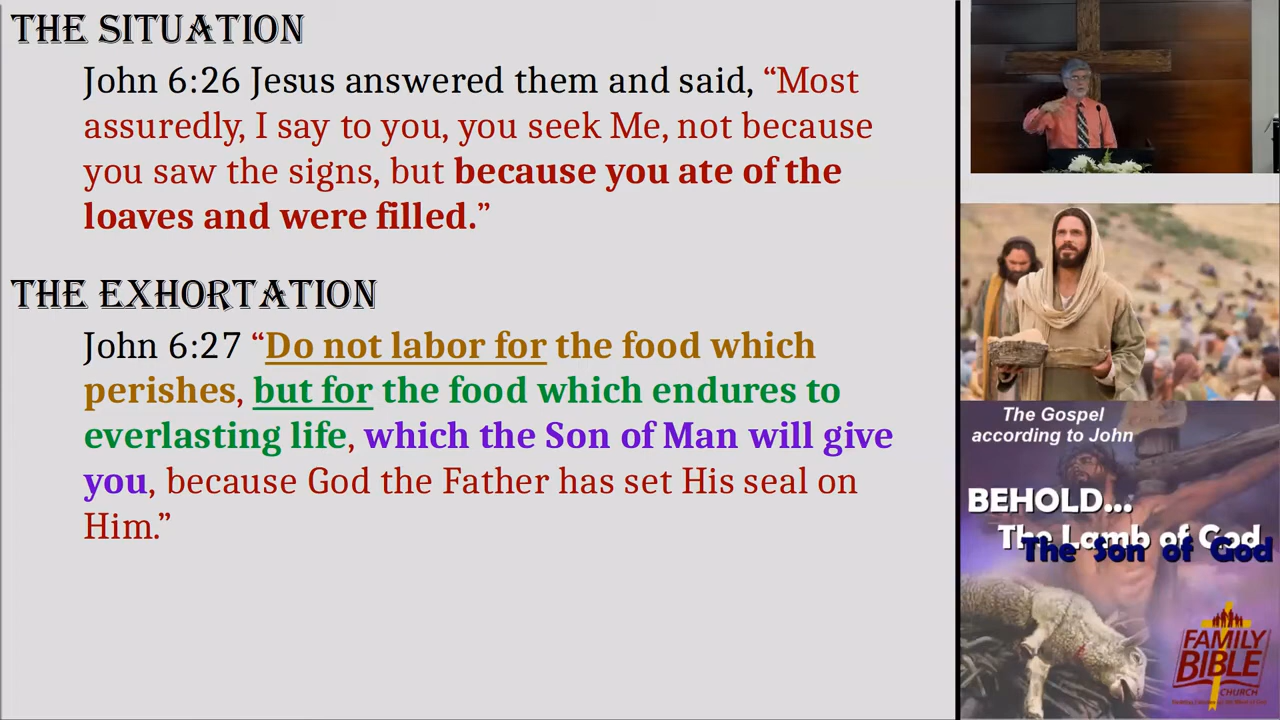 THE SITUATION
John 6:26 Jesus answered them and said, “Most
assuredly, I say to you, you seek Me, not because
you saw the signs, but because you ate of the
loaves and were filled.”
THE EXHORTATION
John 6:27 “Do not labor for the food which
perishes, but for the food which endures to
everlasting life, which the Son of Man will give
you, because God the Father has set His seal on
Him.”
The Gospel
according to John
BEHOLD...
The Lamb of God
The Son of God
FAMILY
BIBLE
CHURCH